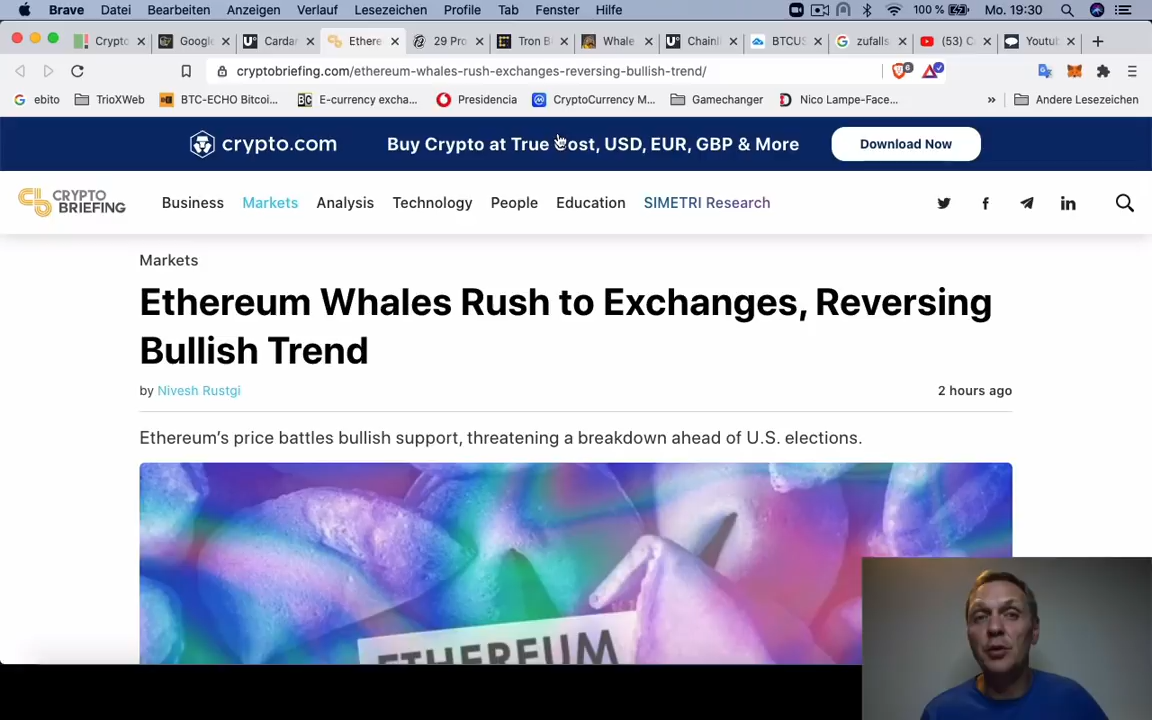 Brave Datei Bearbeiten Anzeigen Verlauf Lesezeichen Profile Tab Fenster Hilfe 100 % Mo. 19:30
Crypto Google Cardar Ethere 29 Pro Tron B Whale Chainli BTCUS zufalls (53) C Youtub
cryptobriefing.com/ethereum-whales-rush-exchanges-reversing-bullish-trend/
ebito TrioXWeb BTC-ECHO Bitcoi... E-currency excha... Presidencia CryptoCurrency M... Gamechanger Nico Lampe-Face... » Andere Lesezeichen
crypto.com Buy Crypto at True Cost, USD, EUR, GBP & More Download Now
CRYPTO
BRIEFING
Business Markets Analysis Technology People Education SIMETRI Research
Markets
Ethereum Whales Rush to Exchanges, Reversing
Bullish Trend
by Nivesh Rustgi 2 hours ago
Ethereum's price battles bullish support, threatening a breakdown ahead of U.S. elections.
ETHEREUM